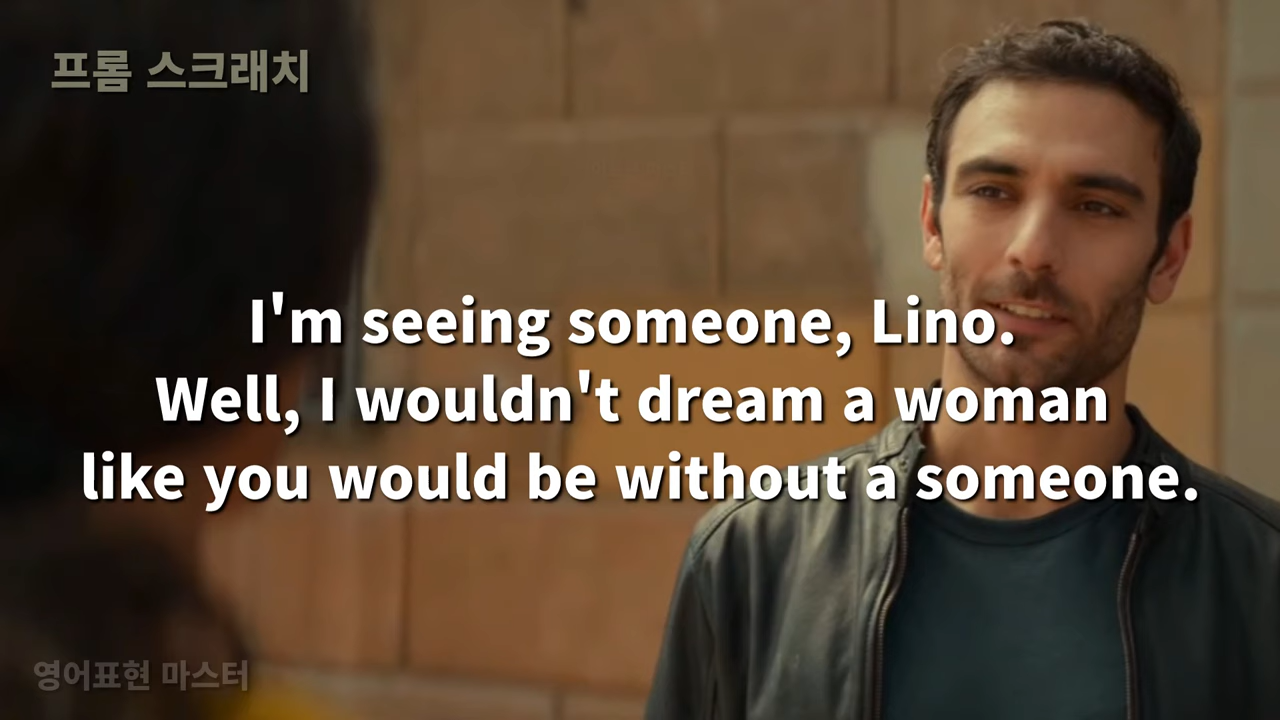 프롬 스크래치
I'm seeing someone, Lino.
Well, I wouldn't dream a woman
like you would be without a someone.
영어표현 마스터